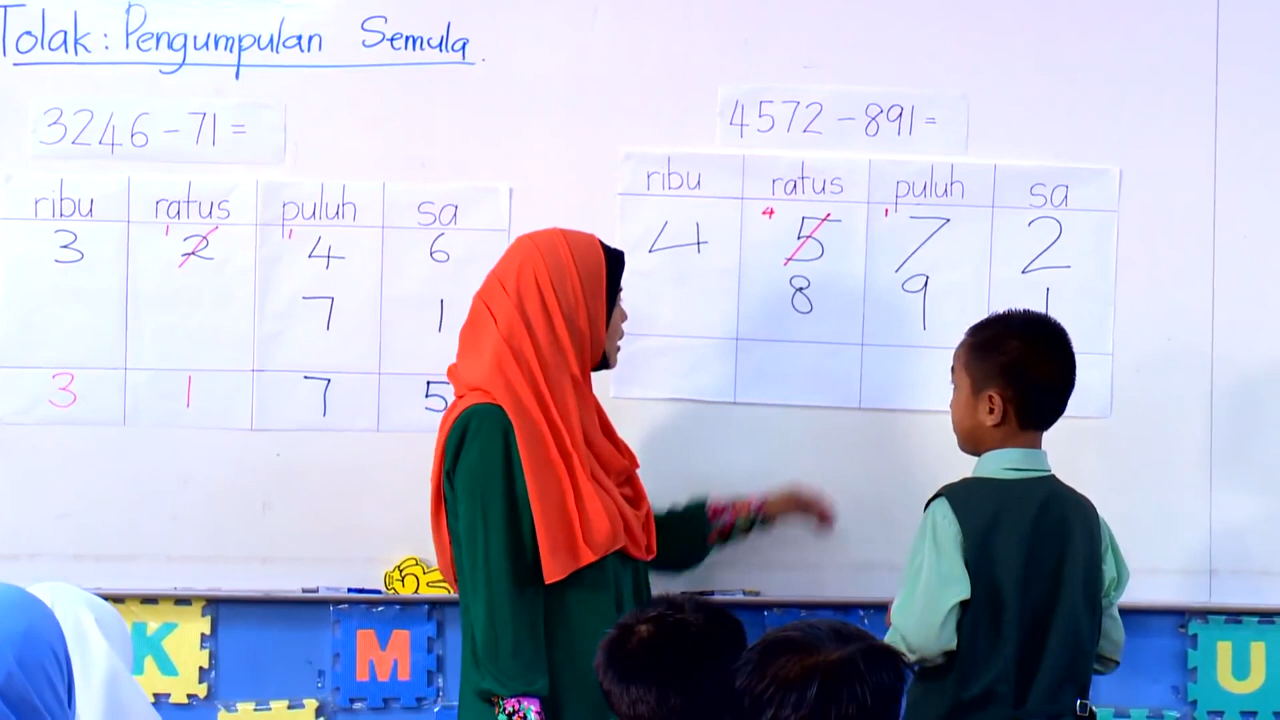 Tolak: Pengumpulan Semula
3246 - 71 =
ribu ratus puluh sa
1 1
3 2 4 6
7 1
3 1 7 5
4572 - 891 =
ribu ratus puluh sa
4 1
4 5 7 2
8 9 1
K M U